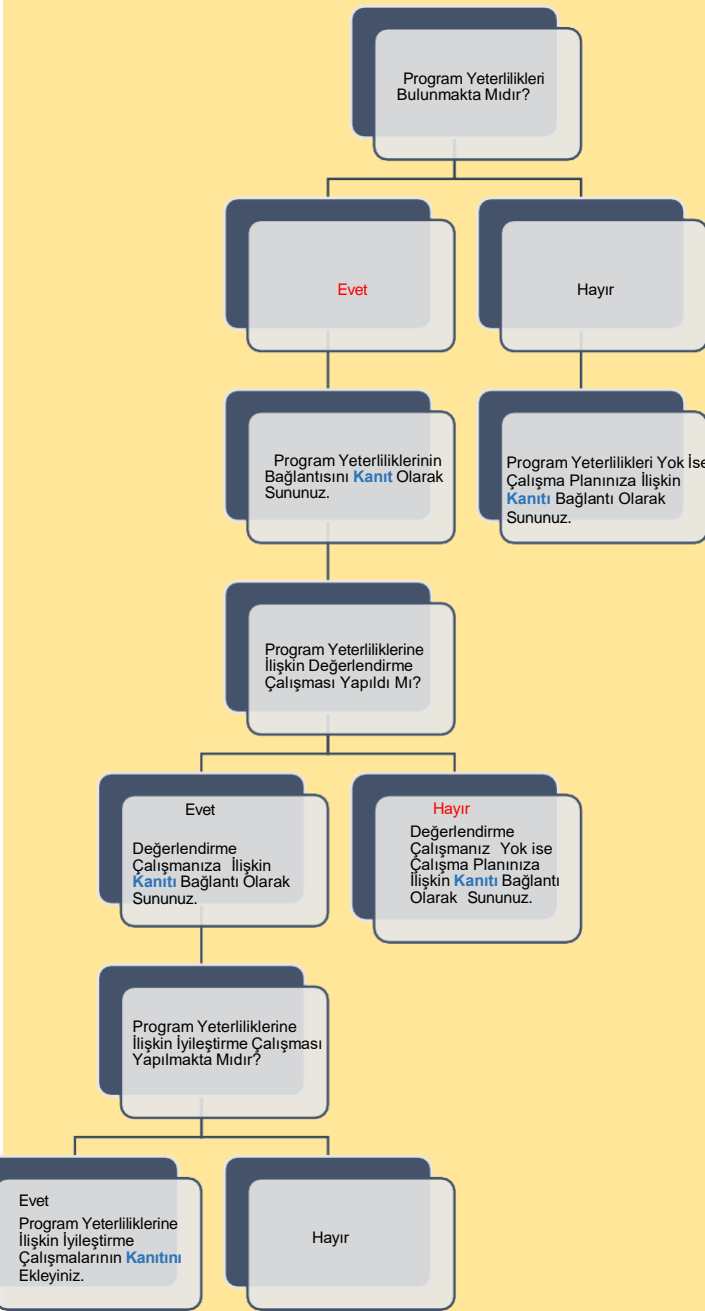 Program Yeterlilikleri
Bulunmakta Mıdır?
Evet
Hayır
Program Yeterliliklerinin
Bağlantısını Kanıt Olarak
Sununuz.
Program Yeterlilikleri Yok İse
Çalışma Planınıza İlişkin
Kanıtı Bağlantı Olarak
Sununuz.
Program Yeterliliklerine
İlişkin Değerlendirme
Çalışması Yapıldı Mı?
Evet
Değerlendirme
Çalışmanıza İlişkin
Kanıtı Bağlantı Olarak
Sununuz.
Hayır
Değerlendirme
Çalışmanız Yok ise
Çalışma Planınıza
İlişkin Kanıtı Bağlantı
Olarak Sununuz.
Program Yeterliliklerine
İlişkin İyileştirme Çalışması
Yapılmakta Mıdır?
Evet
Program Yeterliliklerine
İlişkin İyileştirme
Çalışmalarının Kanıtını
Ekleyiniz.
Hayır